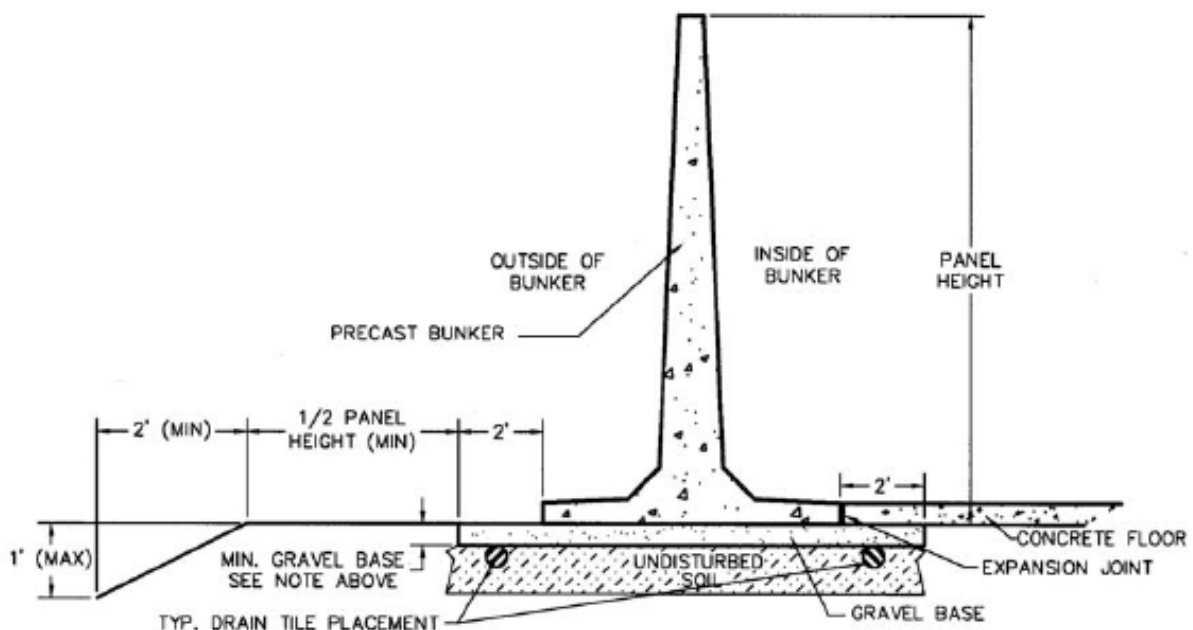 OUTSIDE OF
BUNKER
INSIDE OF
BUNKER
PANEL
HEIGHT
PRECAST BUNKER
2' (MIN)
1/2 PANEL
HEIGHT (MIN)
2'
2'
1' (MAX)
MIN. GRAVEL BASE
SEE NOTE ABOVE
UNDISTURBED
SOIL
CONCRETE FLOOR
EXPANSION JOINT
TYP. DRAIN TILE PLACEMENT
GRAVEL BASE